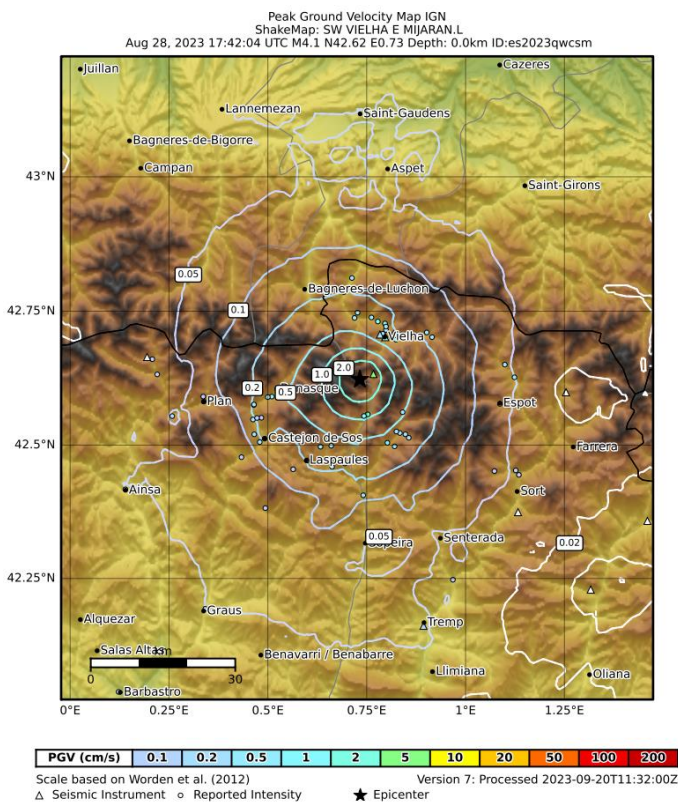 Peak Ground Velocity Map IGN
ShakeMap: SW VIELHA E MIJARAN.L
Aug 28, 2023 17:42:04 UTC M4.1 N42.62 E0.73 Depth: 0.0km ID:es2023qwcsm
Juillan
Cazeres
Lannemezan
Saint-Gaudens
Bagneres-de-Bigorre
Campan
Aspet
43°N
Saint-Girons
0.05
Bagneres-de-Luchon
0.1
42.75°N
Vielha
2.0
1.0
0.2
0.5
Plan
Espot
Castejon de Sos
42.5°N
Farrera
Laspaules
Ainsa
Sort
0.05
0.02
Senterada
42.25°N
Graus
Alquezar
Tremp
Salas Altas
Km
Benavarri / Benabarre
0
30
Llimiana
Oliana
Barbastro
0°E
0.25°E
0.5°E
0.75°E
1°E
1.25°E
PGV (cm/s)
0.1
0.2
0.5
1
2
5
10
20
50
100
200
Scale based on Worden et al. (2012)
Version 7: Processed 2023-09-20T11:32:00Z
Seismic Instrument
Reported Intensity
Epicenter